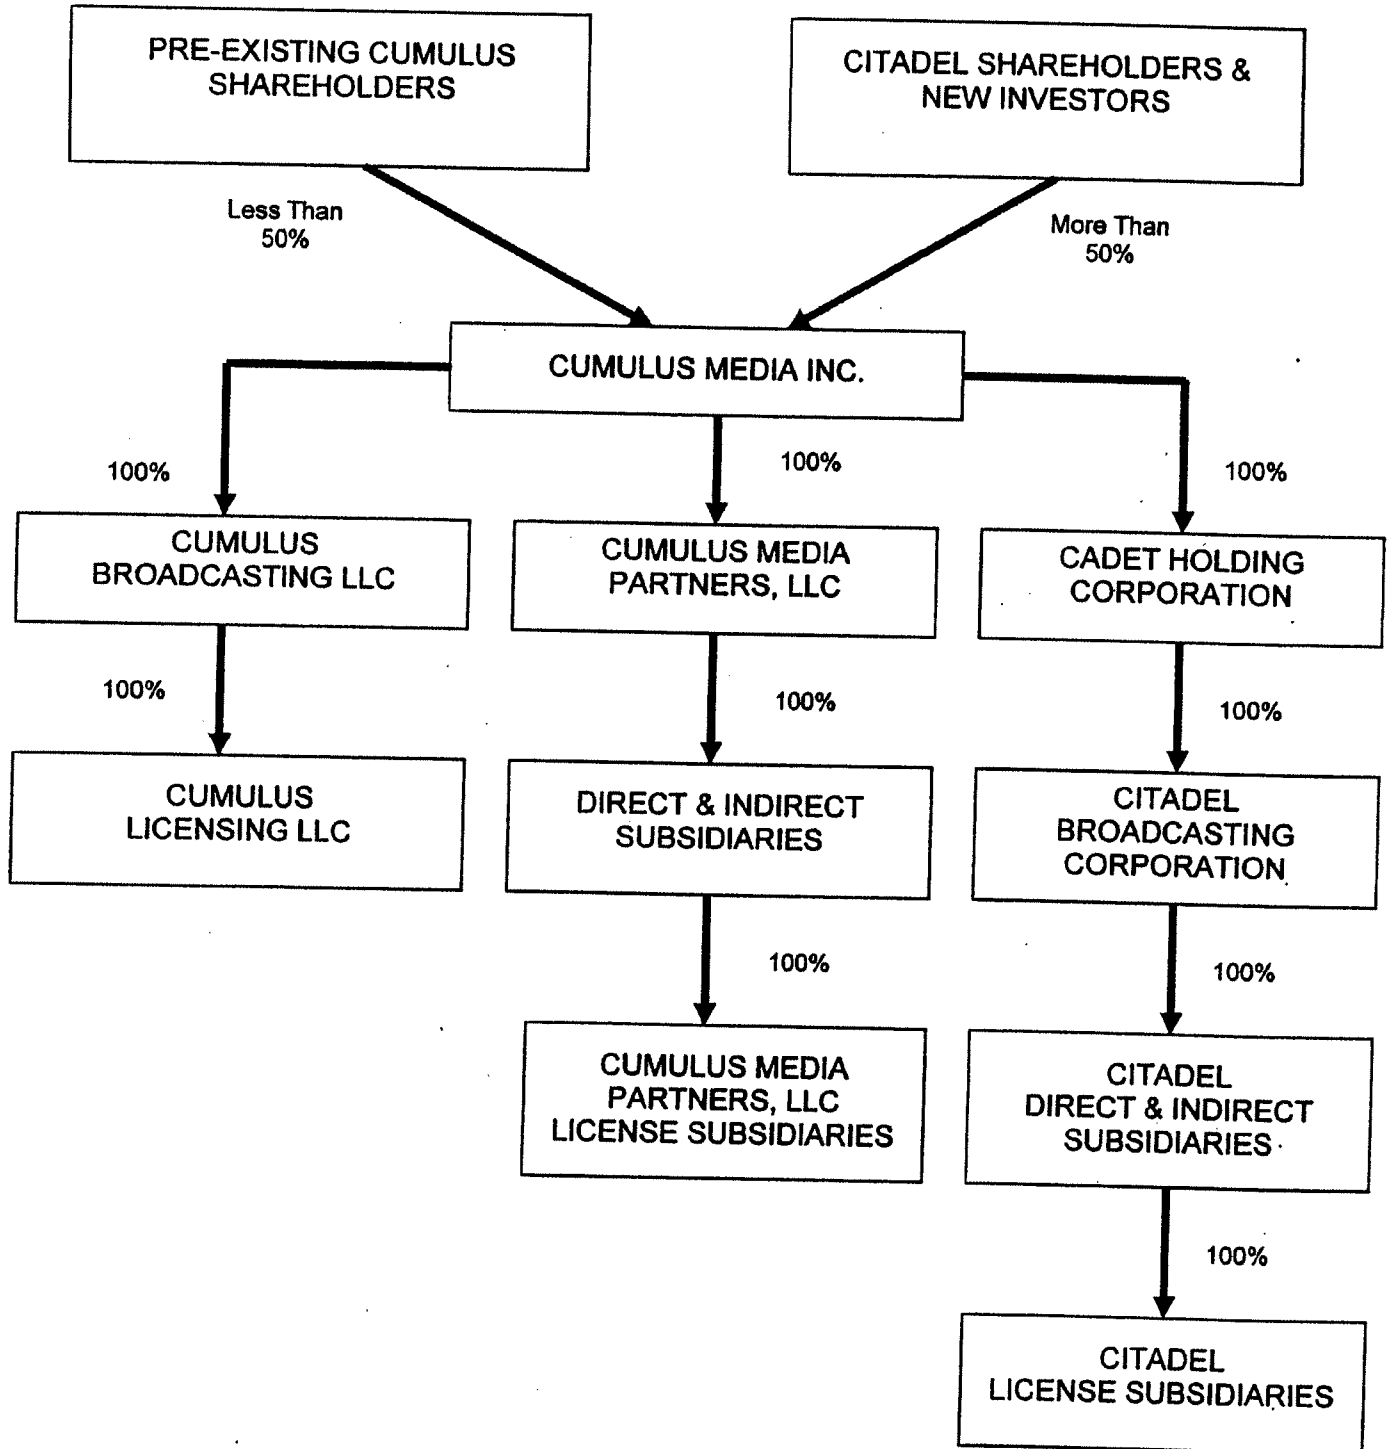 PRE-EXISTING CUMULUS
SHAREHOLDERS
CITADEL SHAREHOLDERS &
NEW INVESTORS
Less Than
50%
More Than
50%
CUMULUS MEDIA INC.
100%
100%
100%
CUMULUS
BROADCASTING LLC
CUMULUS MEDIA
PARTNERS, LLC
CADET HOLDING
CORPORATION
100%
100%
100%
CUMULUS
LICENSING LLC
DIRECT & INDIRECT
SUBSIDIARIES
CITADEL
BROADCASTING
CORPORATION
100%
100%
CUMULUS MEDIA
PARTNERS, LLC
LICENSE SUBSIDIARIES
CITADEL
DIRECT & INDIRECT
SUBSIDIARIES
100%
CITADEL
LICENSE SUBSIDIARIES